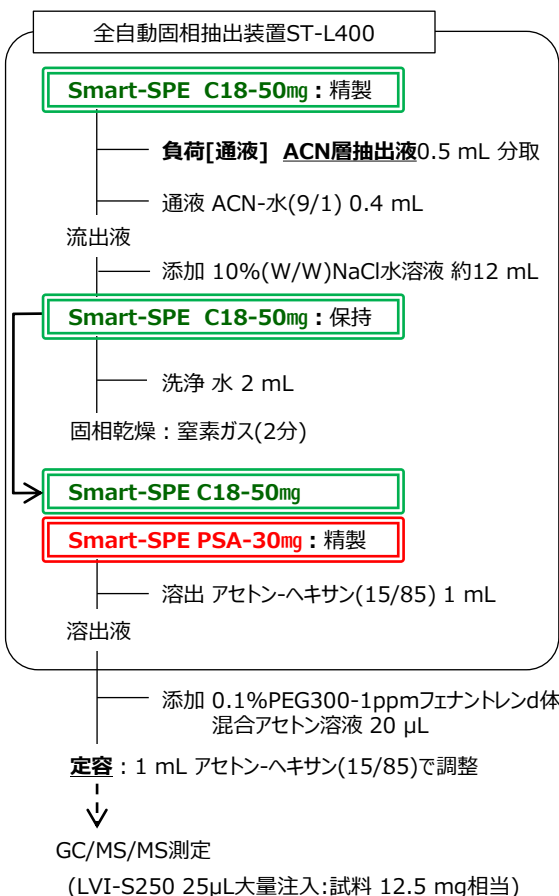 全自動固相抽出装置ST-L400
Smart-SPE C18-50mg：精製
負荷[通液] ACN層抽出液0.5 mL 分取
通液 ACN-水(9/1) 0.4 mL
流出液
添加 10%(W/W)NaCl水溶液 約12 mL
Smart-SPE C18-50mg：保持
洗浄 水 2 mL
固相乾燥：窒素ガス(2分)
Smart-SPE C18-50mg
Smart-SPE PSA-30mg：精製
溶出 アセトン-ヘキサン(15/85) 1 mL
溶出液
添加 0.1%PEG300-1ppmフェナントレンd体
混合アセトン溶液 20 μL
定容：1 mL アセトン-ヘキサン(15/85)で調整
GC/MS/MS測定
(LVI-S250 25μL大量注入:試料 12.5 mg相当)